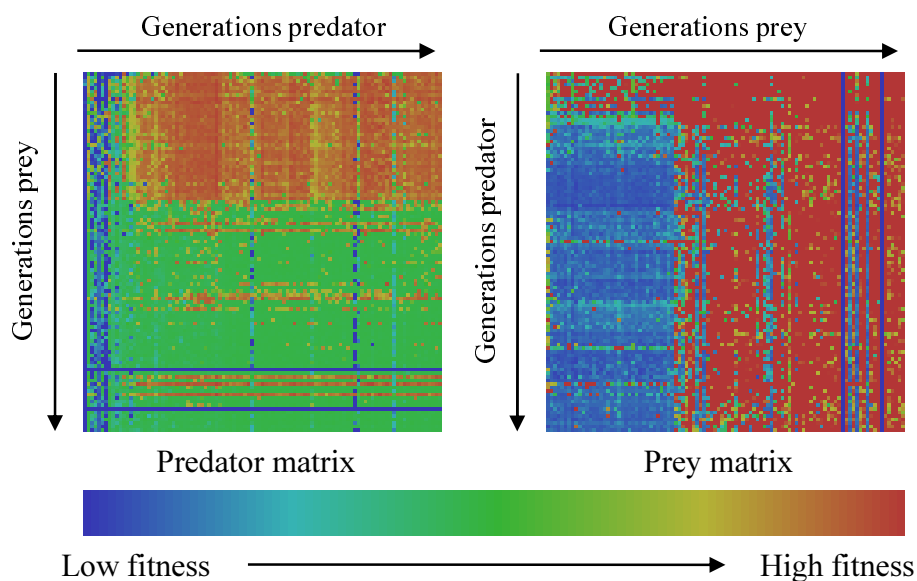 Generations predator
Generations prey
Generations prey
Generations predator
Predator matrix
Prey matrix
Low fitness
High fitness